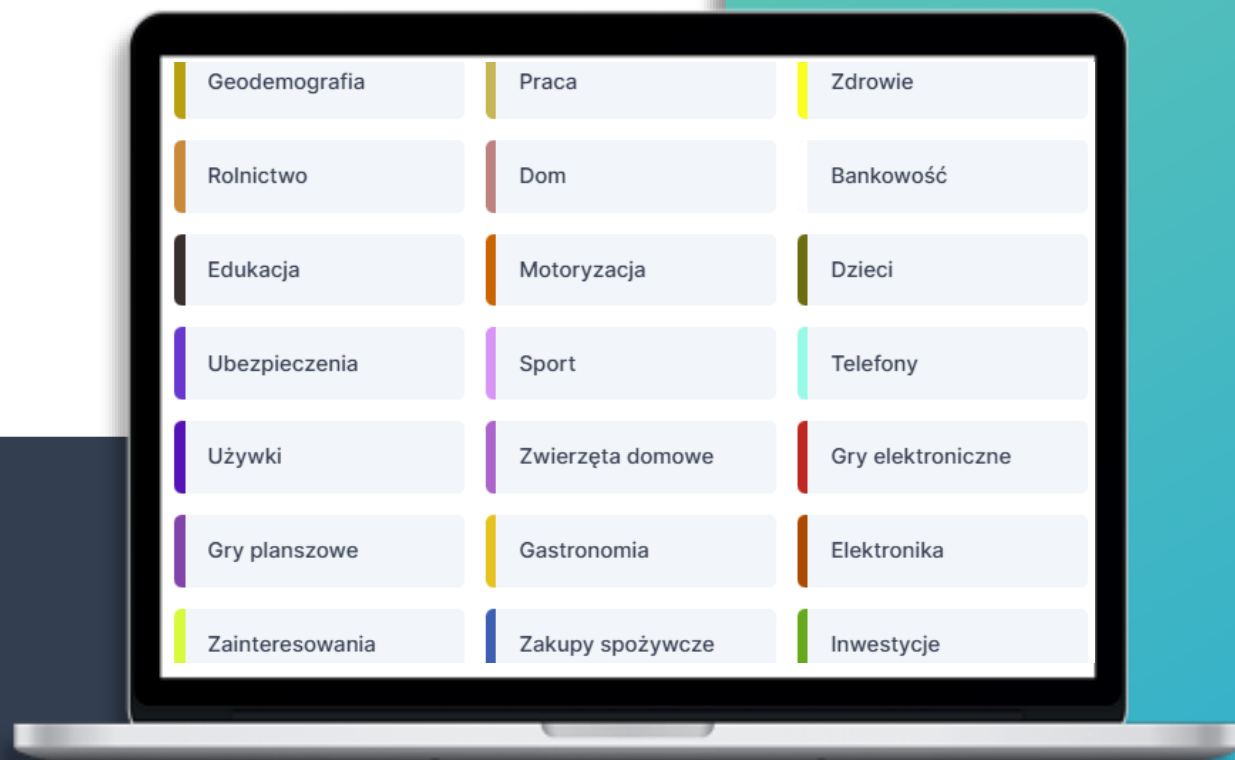 Geodemografia
Praca
Zdrowie
Rolnictwo
Dom
Bankowość
Edukacja
Motoryzacja
Dzieci
Ubezpieczenia
Sport
Telefony
Używki
Zwierzęta domowe
Gry elektroniczne
Gry planszowe
Gastronomia
Elektronika
Zainteresowania
Zakupy spożywcze
Inwestycje